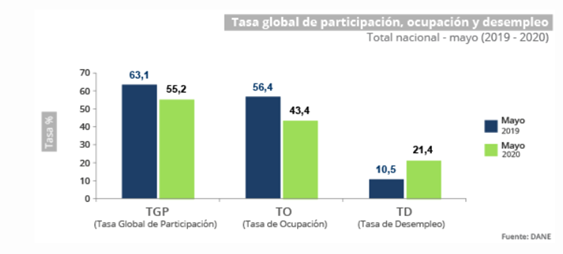 Tasa global de participación, ocupación y desempleo
Total nacional - mayo (2019 - 2020)
Tasa %
70
60
50
40
30
20
10
0
63,1
55,2
56,4
43,4
10,5
21,4
TGP
(Tasa Global de Participación)
TO
(Tasa de Ocupación)
TD
(Tasa de Desempleo)
Mayo
2019
Mayo
2020
Fuente: DANE